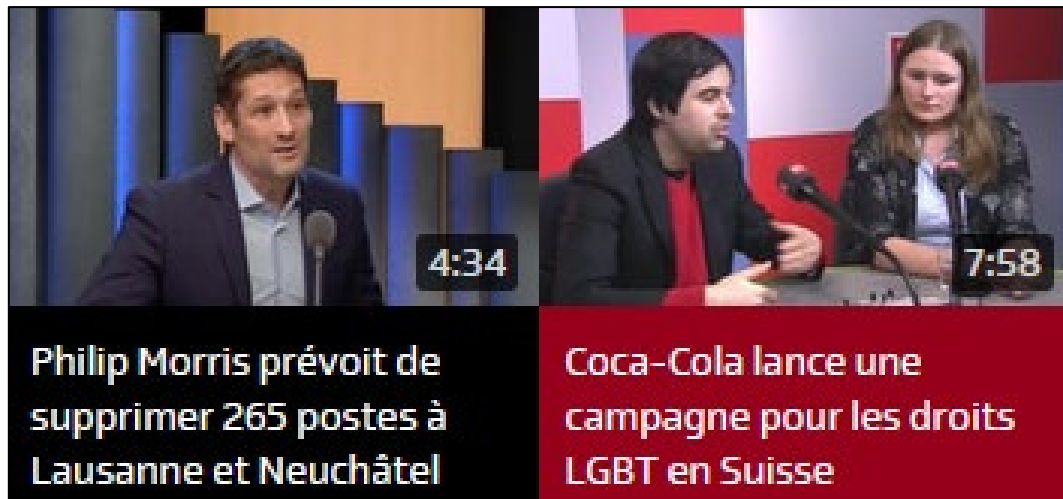 4:34
Philip Morris prévoit de
supprimer 265 postes à
Lausanne et Neuchâtel
7:58
Coca-Cola lance une
campagne pour les droits
LGBT en Suisse